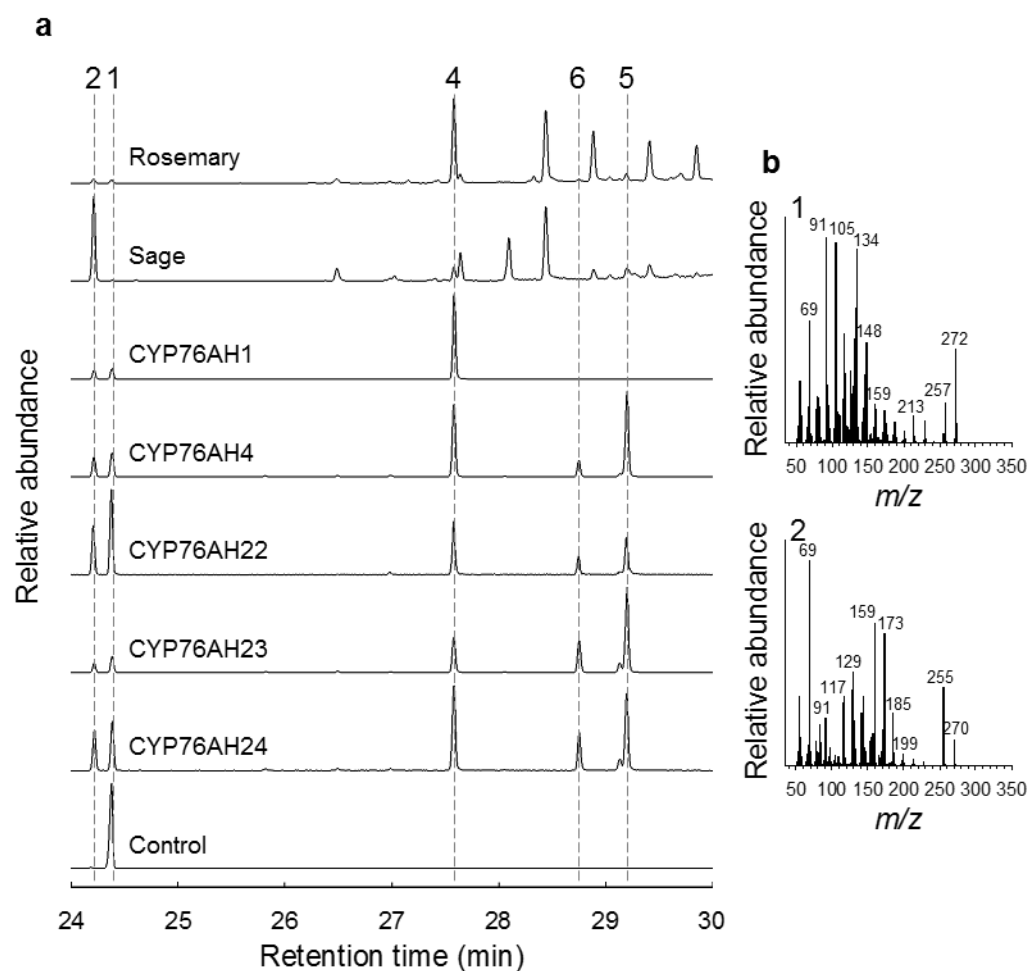 a
2 1 4 6 5
Rosemary
Sage
CYP76AH1
CYP76AH4
CYP76AH22
CYP76AH23
CYP76AH24
Control
Relative abundance
24 25 26 27 28 29 30
Retention time (min)
b
1
91 105 134
69
148
272
159
213
257
Relative abundance
50 100 150 200 250 300 350
m/z
2
69
159
173
129
117
91
185
255
270
199
Relative abundance
50 100 150 200 250 300 350
m/z